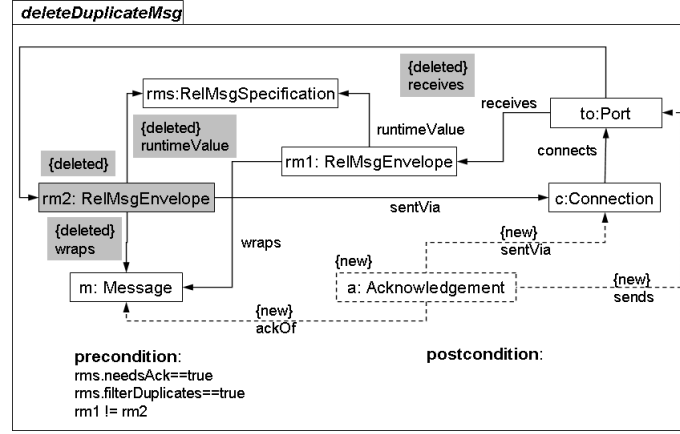 deleteDuplicateMsg
{deleted}
receives
rms:RelMsgSpecification
receives
to:Port
{deleted}
runtimeValue
runtimeValue
connects
{deleted}
rm1: RelMsgEnvelope
rm2: RelMsgEnvelope
sentVia
c:Connection
{deleted}
wraps
wraps
{new}
sentVia
{new}
m: Message
a: Acknowledgement
{new}
sends
{new}
ackOf
precondition:
rms.needsAck==true
rms.filterDuplicates==true
rm1 != rm2
postcondition: